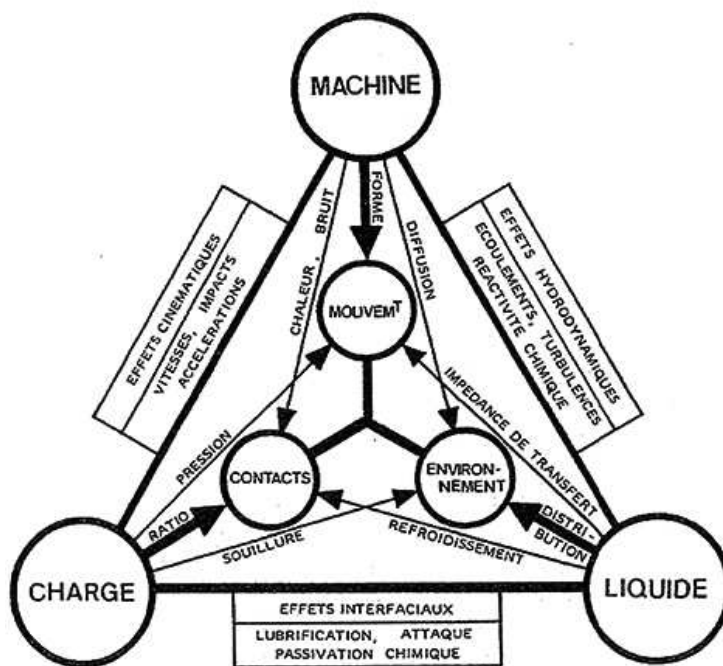 MACHINE
EFFETS CINEMATIQUES
VITESSES, IMPACTS
ACCELERATIONS
CHALEUR, BRUIT
FORME
DIFFUSION
EFFETS HYDRODYNAMIQUES
ECOULEMENTS, TURBULENCES
REACTIVITE CHIMIQUE
MOUVEMT
PRESSION
IMPEDANCE DE TRANSFERT
CONTACTS
ENVIRON-
NEMENT
RATIO
SOUILLURE
REFROIDISSEMENT
DISTRI-
BUTION
CHARGE
LIQUIDE
EFFETS INTERFACIAUX
LUBRIFICATION, ATTAQUE
PASSIVATION CHIMIQUE